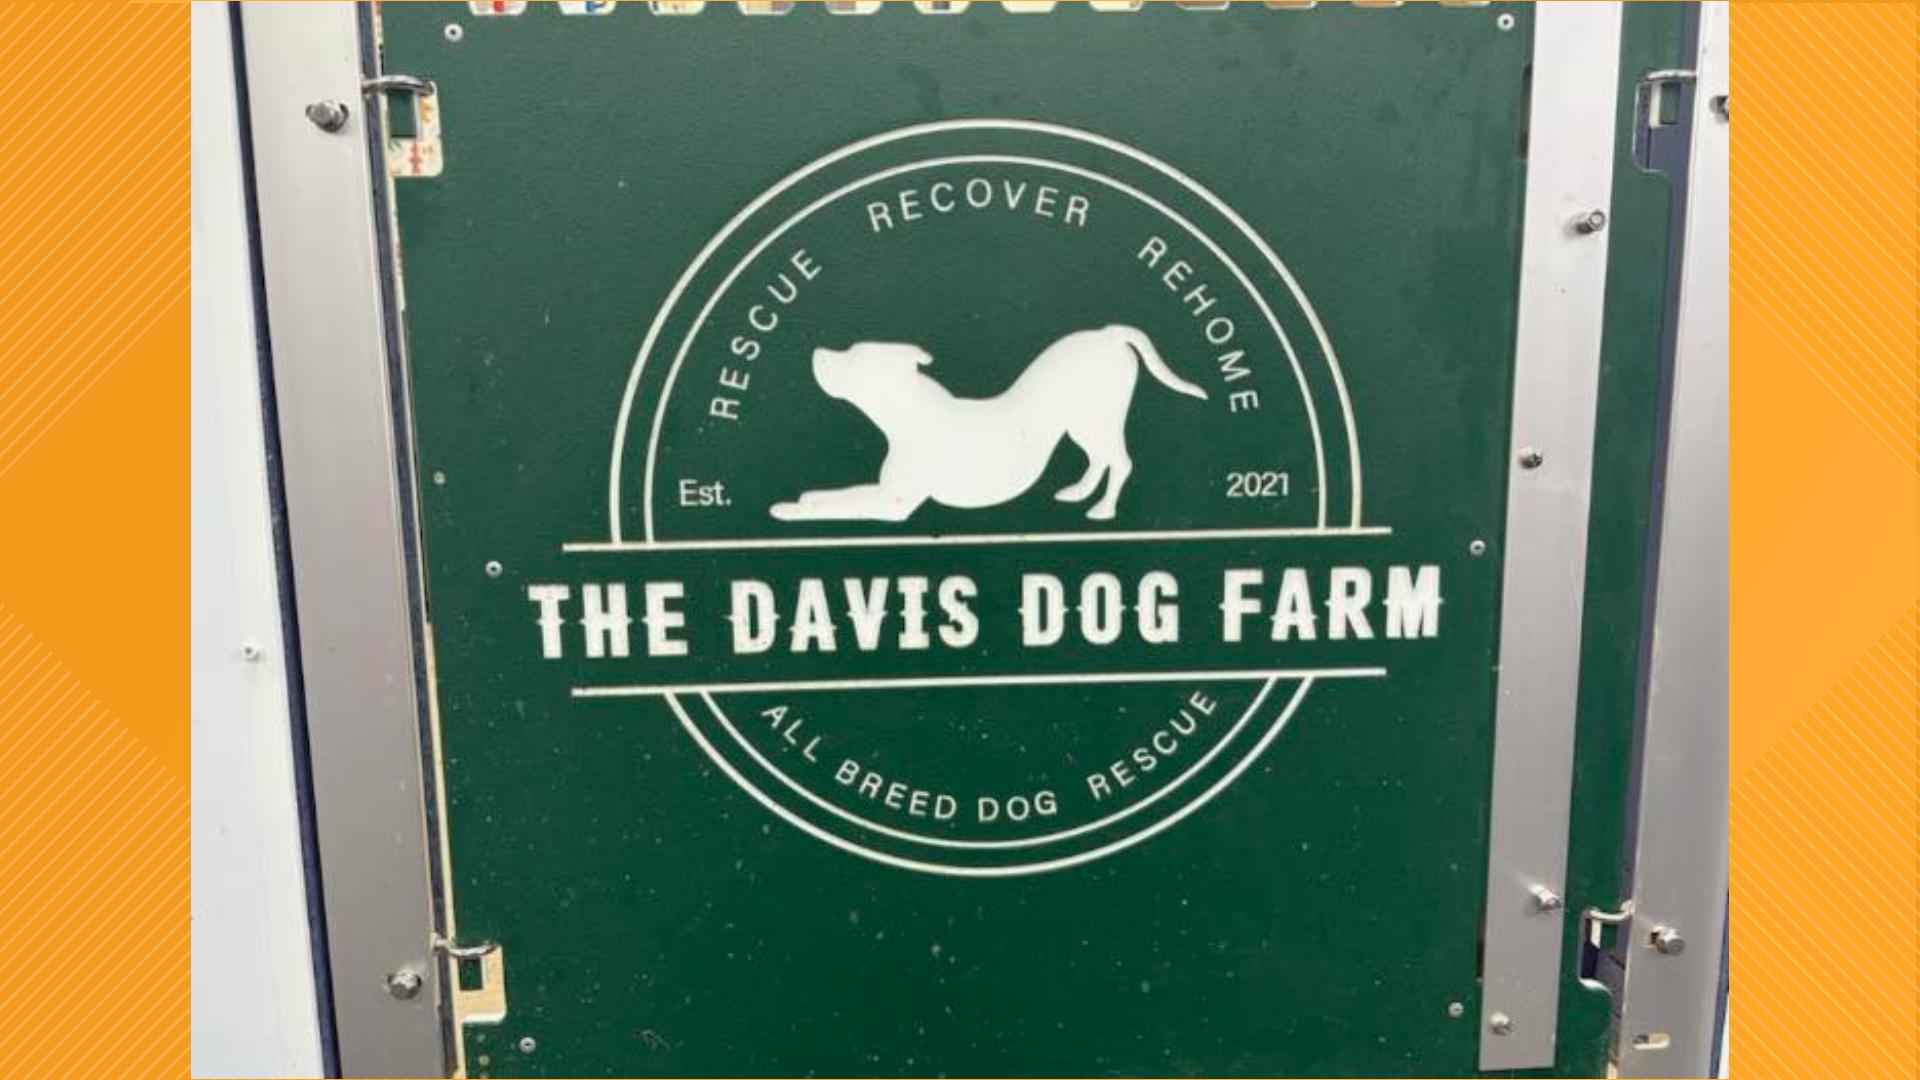 RESCUE RECOVER REHOME
Est. 2021
THE DAVIS DOG FARM
ALL BREED DOG RESCUE